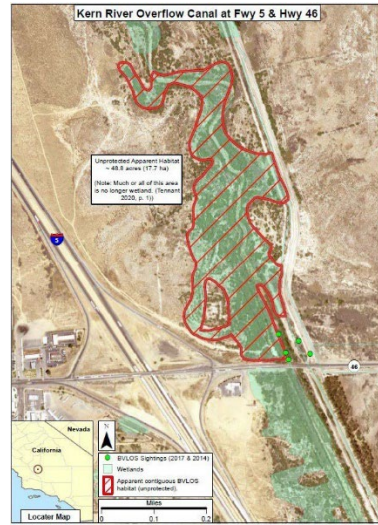 Kern River Overflow Canal at Fwy 5 & Hwy 46
Unprotected Apparent Habitat
~ 48.8 acres (17.7 ha)
(Note: Much or all of this area
is no longer wetland. (Tennant
2020, p. 1))
5
46
Nevada
California
N
BVLOS Sightings (2017 & 2014)
Wetlands
Apparent contiguous BVLOS
habitat (unprotected).
Miles
0 0.1 0.2
Locater Map